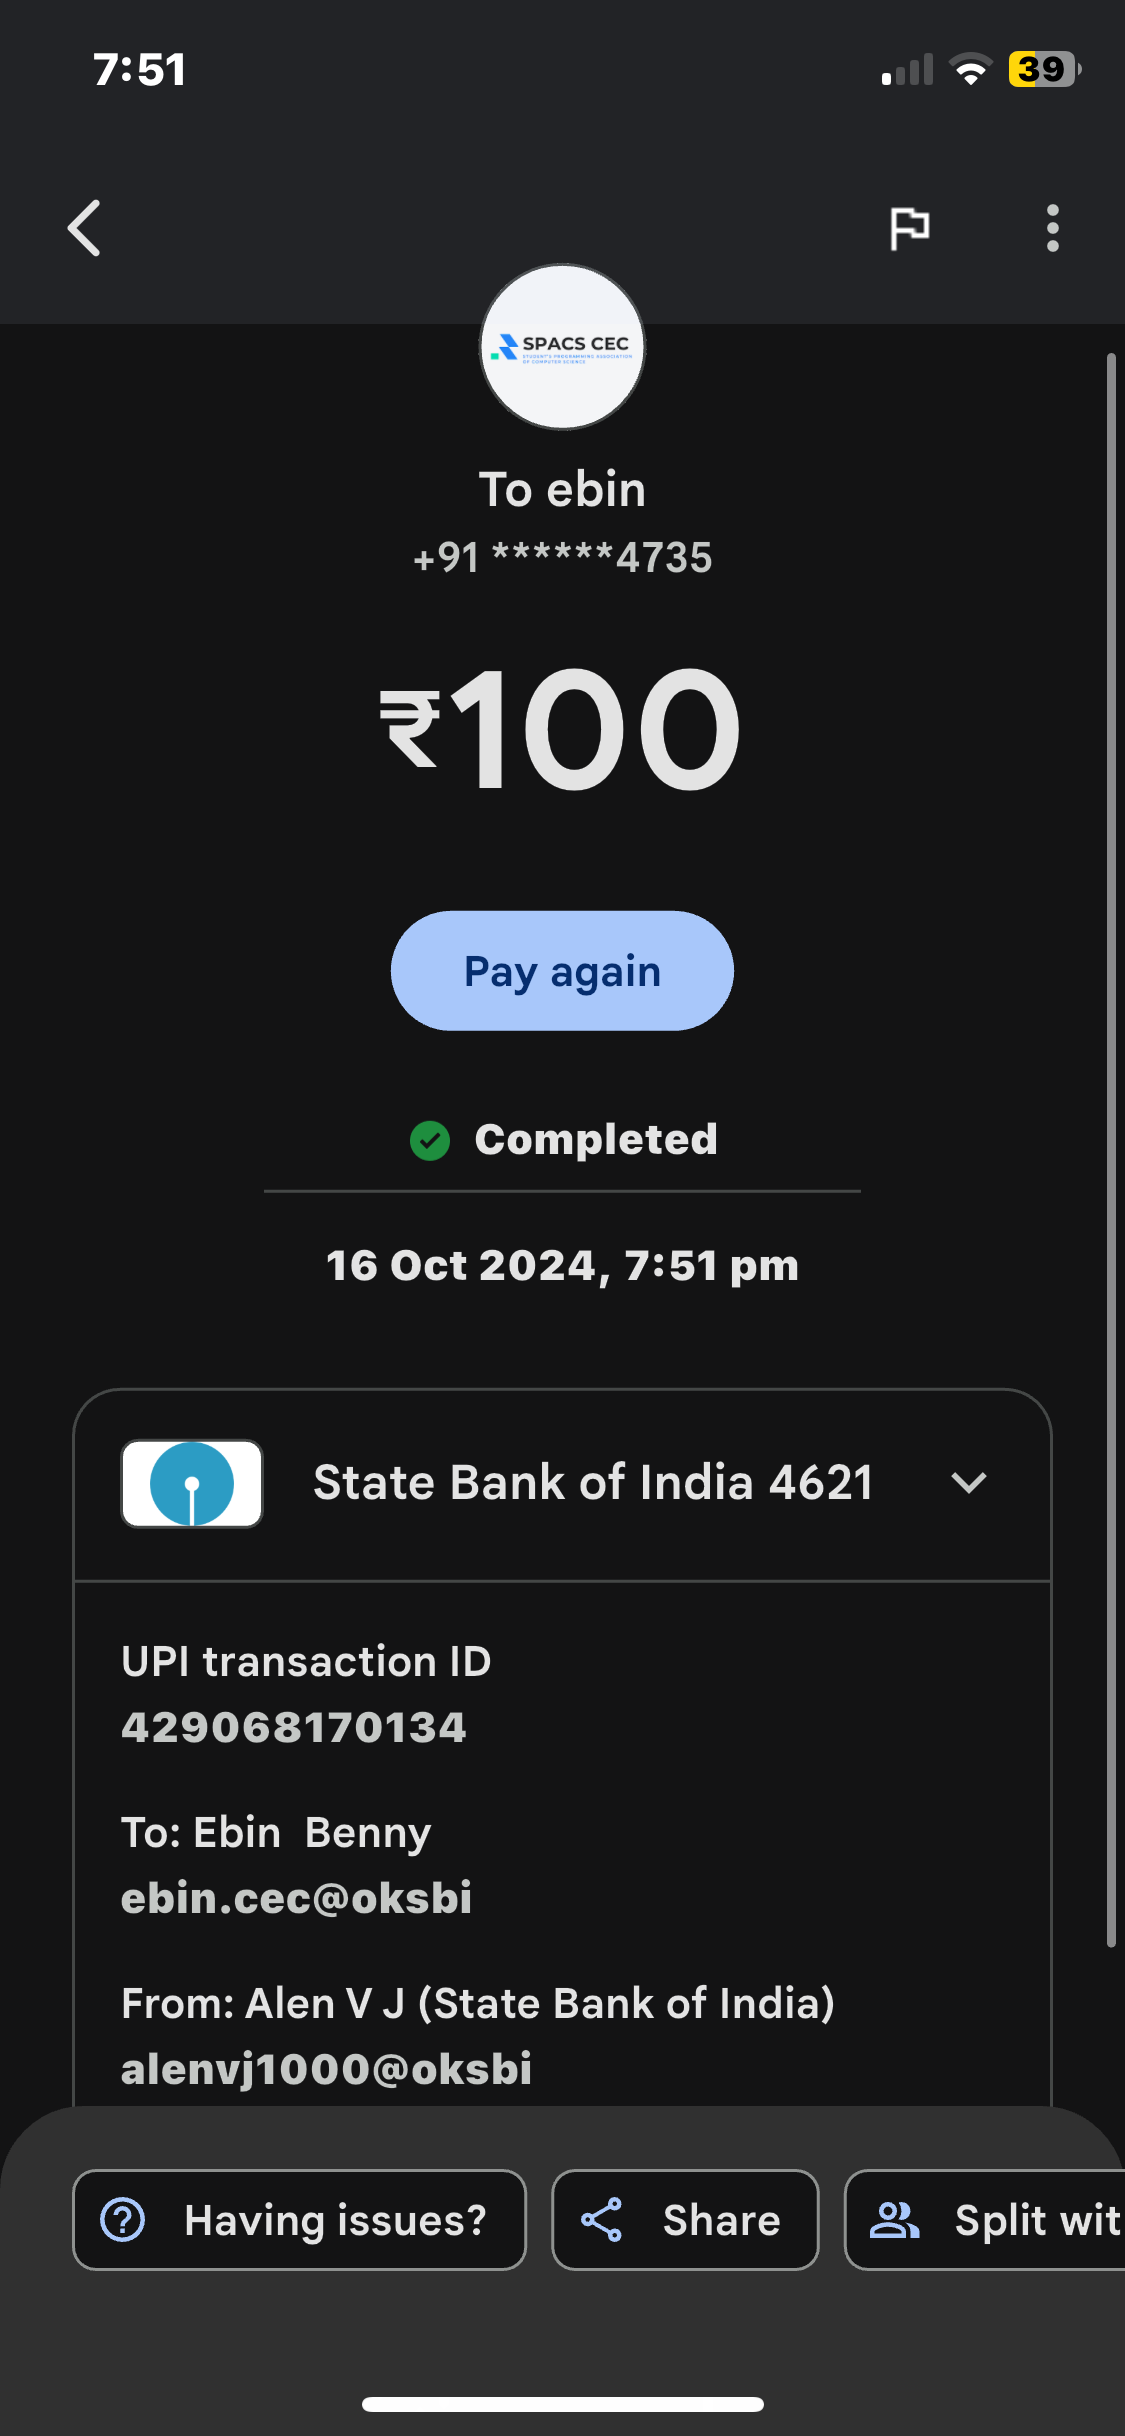 7:51
39
SPACS CEC
STUDENT'S PROGRAMMING ASSOCIATION
OF COMPUTER SCIENCE
To ebin
+91 ******4735
₹100
Pay again
Completed
16 Oct 2024, 7:51 pm
State Bank of India 4621
UPI transaction ID
429068170134
To: Ebin  Benny
ebin.cec@oksbi
From: Alen V J (State Bank of India)
alenvj1000@oksbi
Having issues?
Share
Split wit